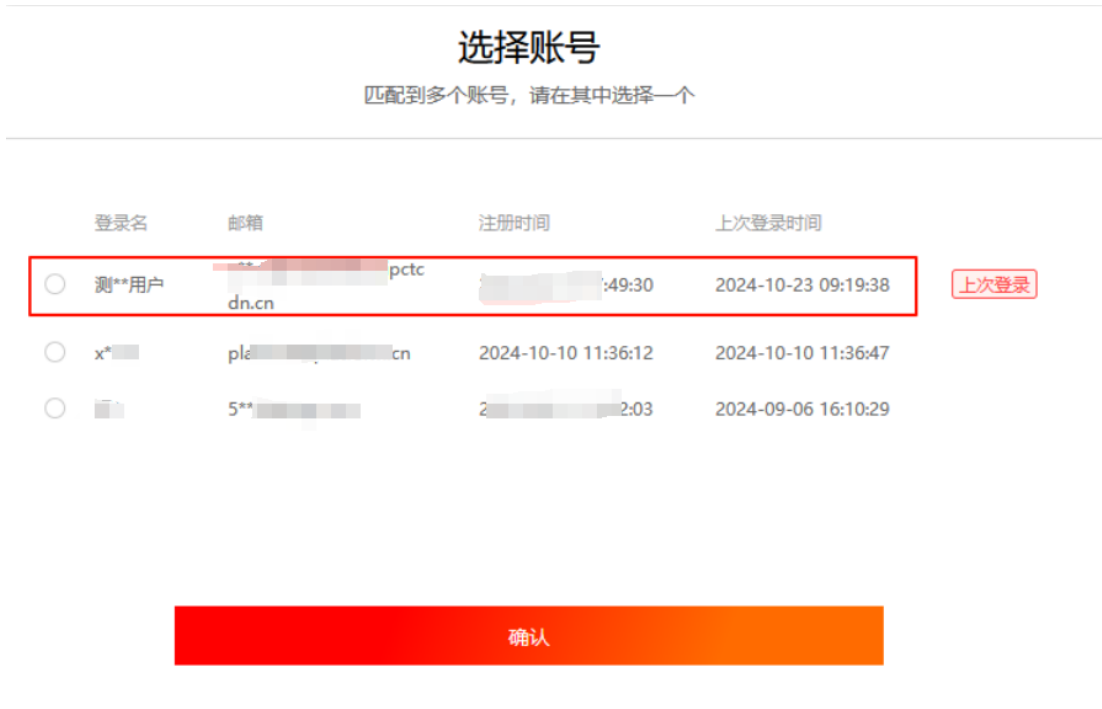 选择账号
匹配到多个账号，请在其中选择一个
登录名 邮箱 注册时间 上次登录时间
测**用户 pctcdn.cn :49:30 2024-10-23 09:19:38 上次登录
x* pla cn 2024-10-10 11:36:12 2024-10-10 11:36:47
5** 2 2:03 2024-09-06 16:10:29
确认